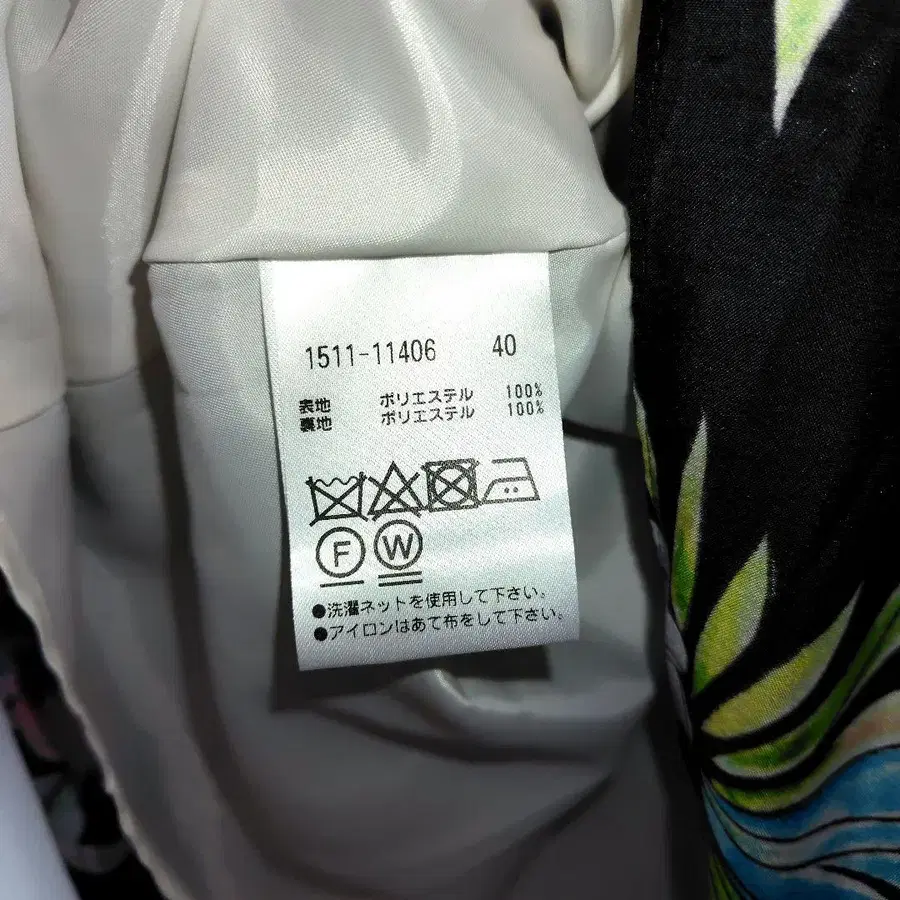 1511-11406 40
表地 ポリエステル 100%
裏地 ポリエステル 100%
F W
●洗濯ネットを使用して下さい。
●アイロンはあて布をして下さい。